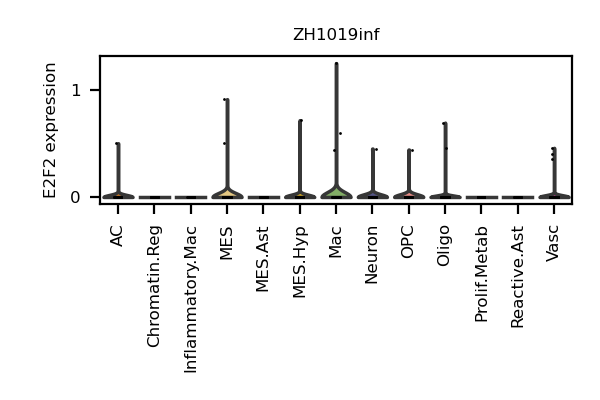 ZH1019inf
E2F2 expression
1
0
AC
Chromatin.Reg
Inflammatory.Mac
MES
MES.Ast
MES.Hyp
Mac
Neuron
OPC
Oligo
Prolif.Metab
Reactive.Ast
Vasc